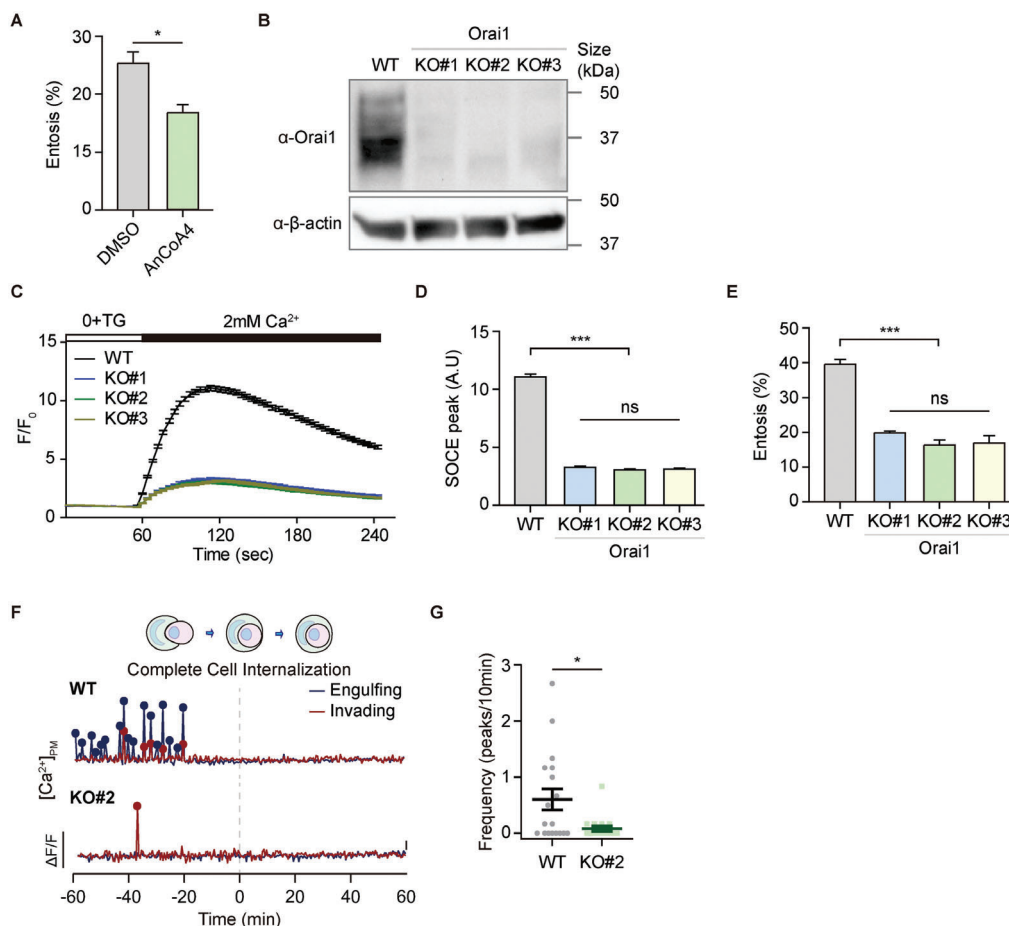 A
Entosis (%)
30
20
20
0
*
DMSO
AnCoA4
B
Orai1
Size
(kDa)
WT KO#1 KO#2 KO#3
α-Orai1
50
37
α-β-actin
50
37
C
0+TG 2mM Ca²⁺
F/F₀
15
10
5
0
WT
KO#1
KO#2
KO#3
60 120 180 240
Time (sec)
D
SOCE peak (A.U)
15
10
5
0
***
ns
WT KO#1 KO#2 KO#3
Orai1
E
Entosis (%)
50
40
30
20
10
0
***
ns
WT KO#1 KO#2 KO#3
Orai1
F
Complete Cell Internalization
WT
Engulfing
Invading
[Ca²⁺]PM
KO#2
ΔF/F
-60 -40 -20 0 20 40 60
Time (min)
G
Frequency (peaks/10min)
3
2
1
0
*
WT KO#2